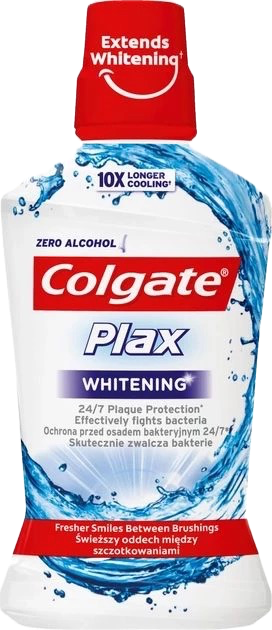 Extends
Whitening†
10X LONGER
COOLING‡
ZERO ALCOHOL
Colgate®
Plax
WHITENING
24/7 Plaque Protection*
Effectively fights bacteria
Ochrona przed osadem bakteryjnym 24/7*
Skutecznie zwalcza bakterie
Fresher Smiles Between Brushings
Świeższy oddech między
szczotkowaniami